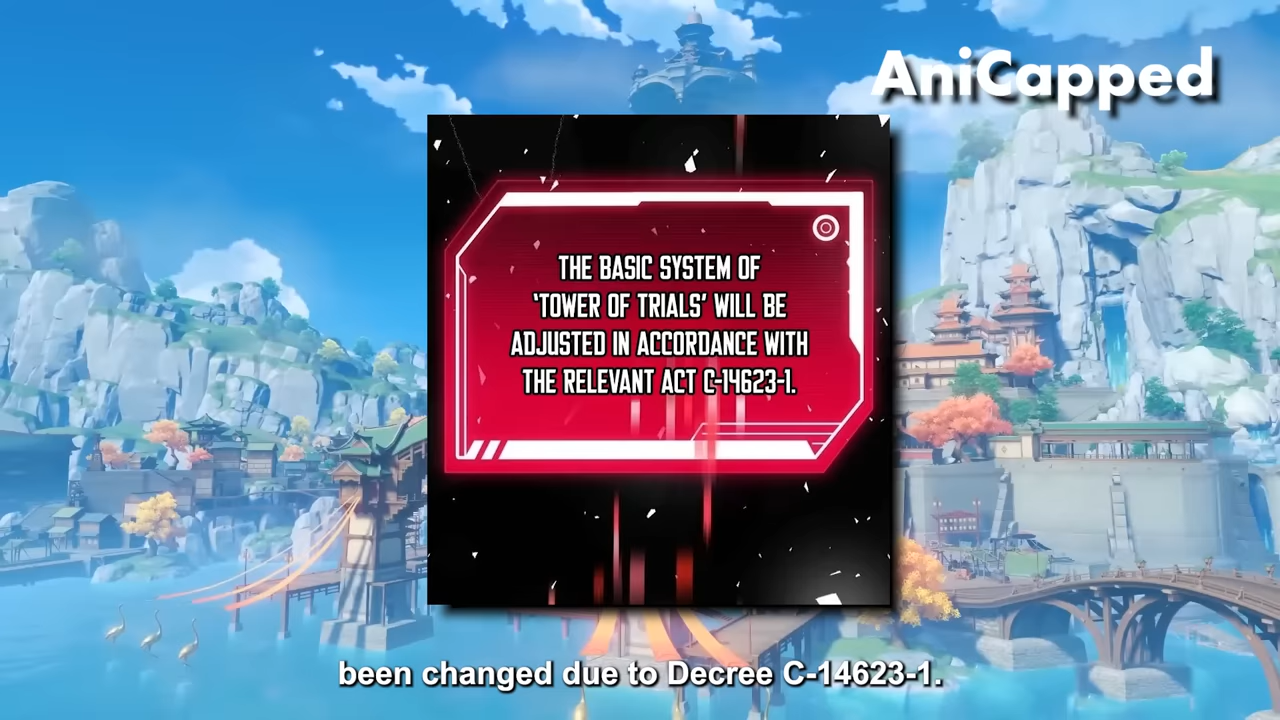 AniCapped
THE BASIC SYSTEM OF
'TOWER OF TRIALS' WILL BE
ADJUSTED IN ACCORDANCE WITH
THE RELEVANT ACT C-14623-1.
been changed due to Decree C-14623-1.